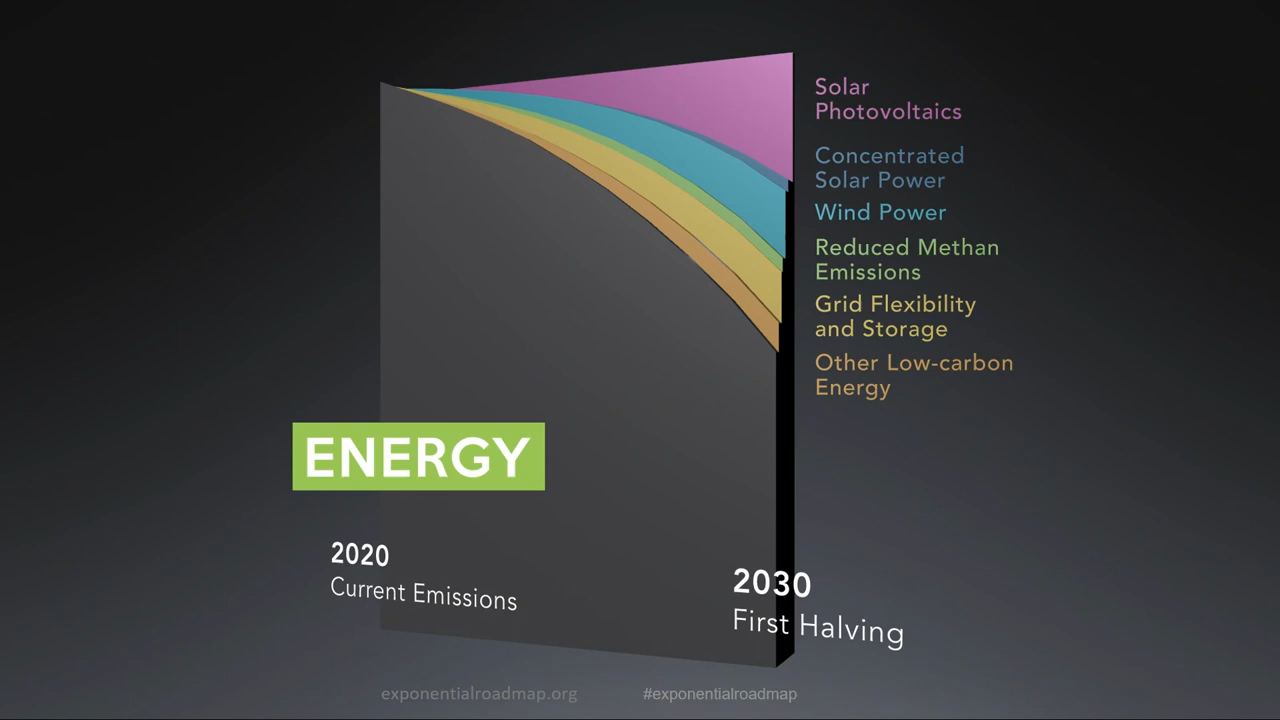 Solar
Photovoltaics
Concentrated
Solar Power
Wind Power
Reduced Methan
Emissions
Grid Flexibility
and Storage
Other Low-carbon
Energy
ENERGY
2020
Current Emissions
2030
First Halving
exponentialroadmap.org
#exponentialroadmap